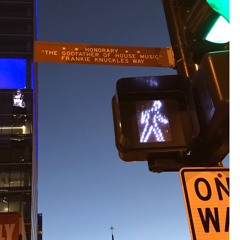 ★ ★ HONORARY ★ ★
"THE GODFATHER OF HOUSE MUSIC"
FRANKIE KNUCKLES WAY
ON
WA